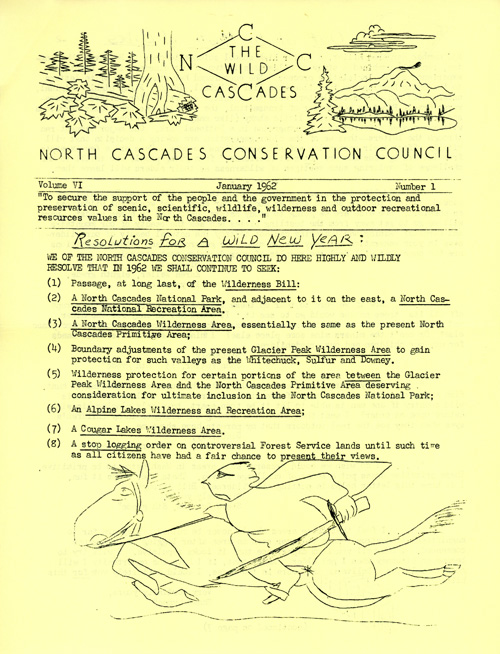 C
N THE C
WILD
CASCADES
NORTH CASCADES CONSERVATION COUNCIL
Volume VI January 1962 Number 1
"To secure the support of the people and the government in the protection and
preservation of scenic, scientific, wildlife, wilderness and outdoor recreational
resources values in the North Cascades. . . ."
Resolutions for a Wild New Year:
WE OF THE NORTH CASCADES CONSERVATION COUNCIL DO HERE HIGHLY AND WILDLY
RESOLVE THAT IN 1962 WE SHALL CONTINUE TO SEEK:
(1) Passage, at long last, of the Wilderness Bill:
(2) A North Cascades National Park, and adjacent to it on the east, a North Cas-
cades National Recreation Area.
(3) A North Cascades Wilderness Area, essentially the same as the present North
Cascades Primitive Area;
(4) Boundary adjustments of the present Glacier Peak Wilderness Area to gain
protection for such valleys as the Whitechuck, Sulfur and Downey.
(5) Wilderness protection for certain portions of the area between the Glacier
Peak Wilderness Area and the North Cascades Primitive Area deserving
consideration for ultimate inclusion in the North Cascades National Park;
(6) An Alpine Lakes Wilderness and Recreation Area;
(7) A Cougar Lakes Wilderness Area.
(8) A stop logging order on controversial Forest Service lands until such time
as all citizens have had a fair chance to present their views.